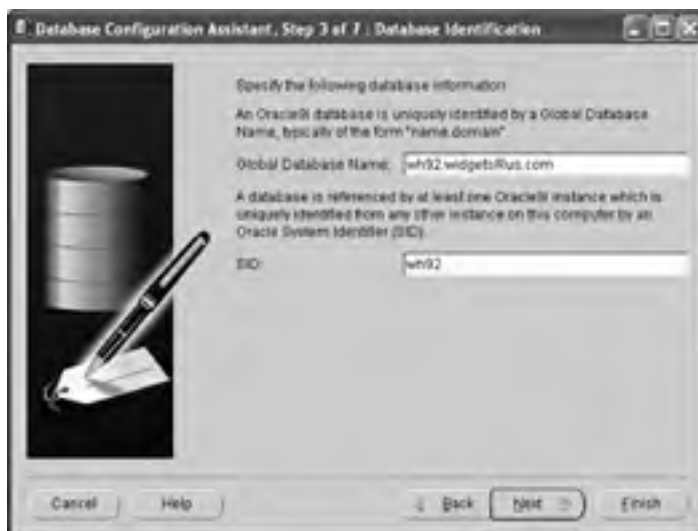 Database Configuration Assistant, Step 3 of 7 : Database Identification
Specify the following database information
An Oracle9i database is uniquely identified by a Global Database
Name, typically of the form "name.domain".
Global Database Name: wh92.widgetsRus.com
A database is referenced by at least one Oracle9i instance which is
uniquely identified from any other instance on this computer by an
Oracle System Identifier (SID).
SID: wh92
Cancel Help Back Next Finish